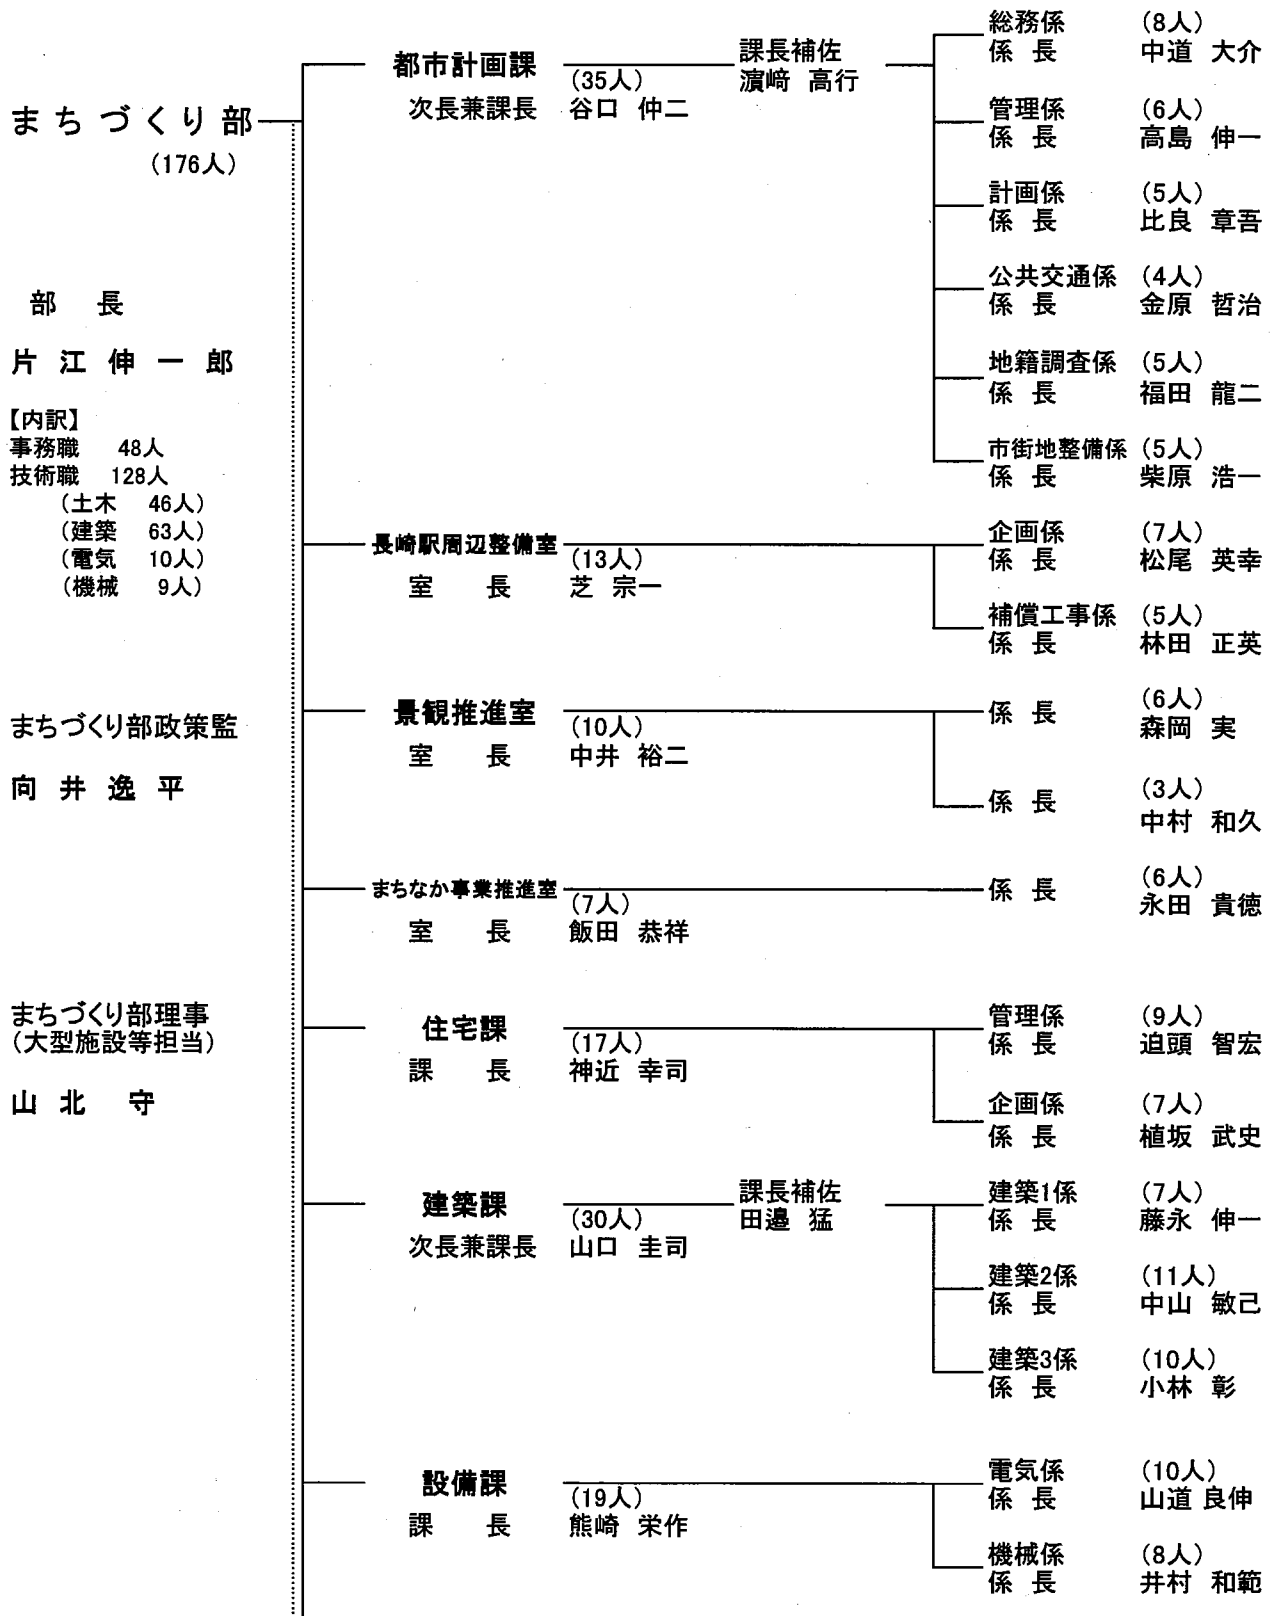 まちづくり部
(176人)
部 長
片 江 伸 一 郎
【内訳】
事務職 48人
技術職 128人
(土木 46人)
(建築 63人)
(電気 10人)
(機械 9人)
まちづくり部政策監
向 井 逸 平
まちづくり部理事
(大型施設等担当)
山 北 守
都市計画課 (35人)
次長兼課長 谷口 仲二
課長補佐
濵﨑 高行
総務係 (8人)
係 長 中道 大介
管理係 (6人)
係 長 高島 伸一
計画係 (5人)
係 長 比良 章吾
公共交通係 (4人)
係 長 金原 哲治
地籍調査係 (5人)
係 長 福田 龍二
市街地整備係 (5人)
係 長 柴原 浩一
長崎駅周辺整備室 (13人)
室 長 芝 宗一
企画係 (7人)
係 長 松尾 英幸
補償工事係 (5人)
係 長 林田 正英
景観推進室 (10人)
室 長 中井 裕二
係 長 (6人)
森岡 実
係 長 (3人)
中村 和久
まちなか事業推進室 (7人)
室 長 飯田 恭祥
係 長 (6人)
永田 貴徳
住宅課 (17人)
課 長 神近 幸司
管理係 (9人)
係 長 迫頭 智宏
企画係 (7人)
係 長 植坂 武史
建築課 (30人)
次長兼課長 山口 圭司
課長補佐
田邉 猛
建築1係 (7人)
係 長 藤永 伸一
建築2係 (11人)
係 長 中山 敏己
建築3係 (10人)
係 長 小林 彰
設備課 (19人)
課 長 熊崎 栄作
電気係 (10人)
係 長 山道 良伸
機械係 (8人)
係 長 井村 和範